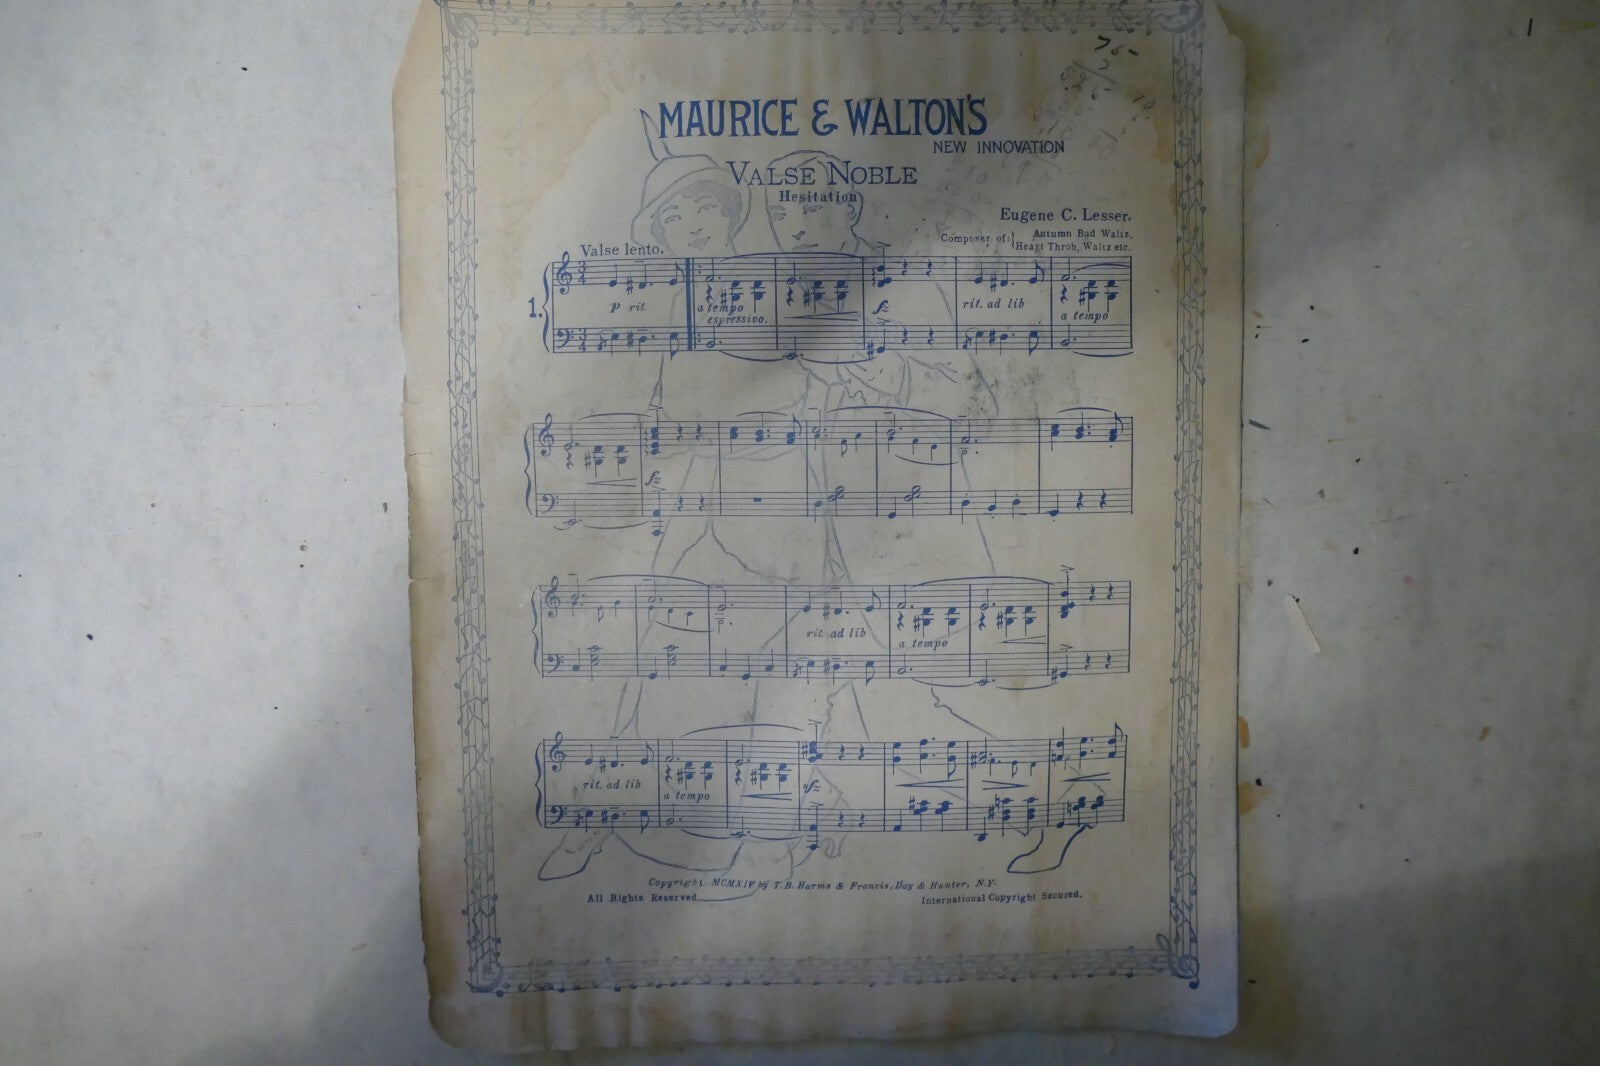 MAURICE & WALTON'S
NEW INNOVATION
VALSE NOBLE
Hesitation
Eugene C. Lesser.
Composer of: Autumn Bud Waltz,
Heart Throb, Waltz etc.
Valse lento.
1.
p rit.
a tempo
espressivo.
fz
rit. ad lib
a tempo
fz
rit. ad lib
a tempo
rit. ad lib
a tempo
sfz
Copyright MCMXIV by T. B. Harms & Francis, Day & Hunter, N.Y.
All Rights Reserved.
International Copyright Secured.